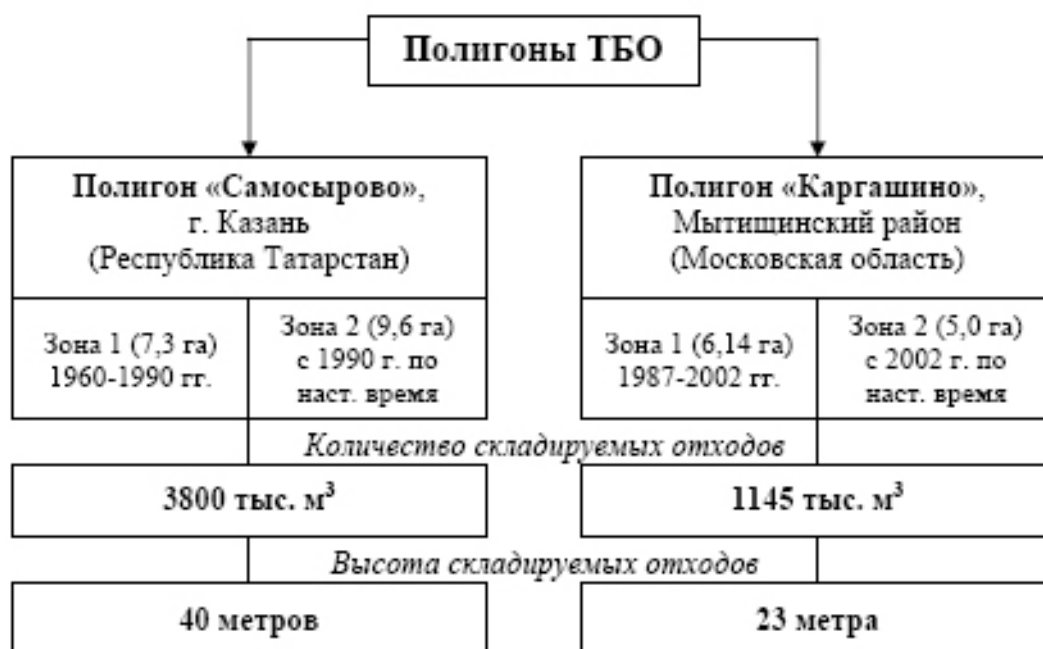 Полигоны ТБО
Полигон «Самосырово»,
г. Казань
(Республика Татарстан)
Полигон «Каргашино»,
Мытищинский район
(Московская область)
Зона 1 (7,3 га)
1960-1990 гг.
Зона 2 (9,6 га)
с 1990 г. по
наст. время
Зона 1 (6,14 га)
1987-2002 гг.
Зона 2 (5,0 га)
с 2002 г. по
наст. время
Количество складируемых отходов
3800 тыс. м³
1145 тыс. м³
Высота складируемых отходов
40 метров
23 метра